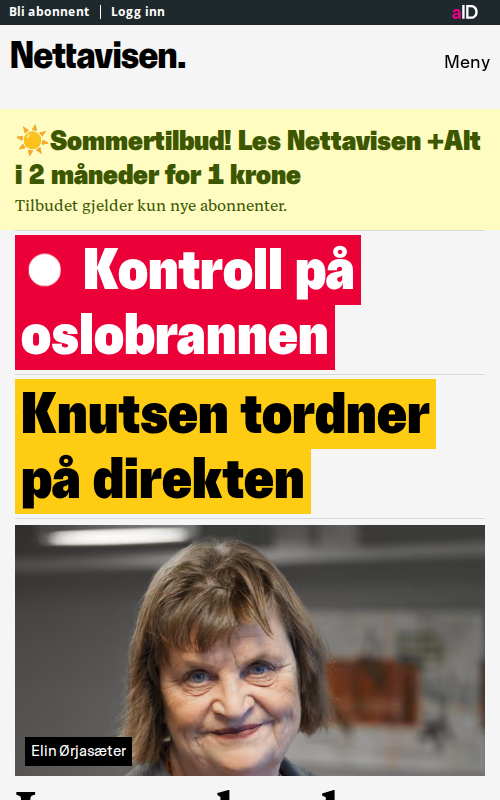 Bli abonnent
Logg inn
aID
Nettavisen.
Meny
Sommertilbud! Les Nettavisen +Alt
i 2 måneder for 1 krone
Tilbudet gjelder kun nye abonnenter.
Kontroll på
oslobrannen
Knutsen tordner
på direkten
Elin Ørjasæter